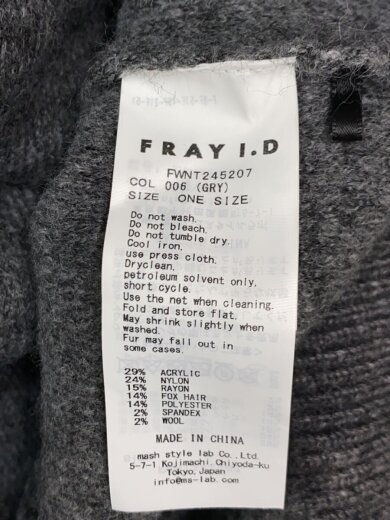 FRAY I.D
FWNT245207
COL 006 (GRY)
SIZE ONE SIZE
Do not wash.
Do not bleach.
Do not tumble dry.
Cool iron,
use press cloth.
Dryclean,
petroleum solvent only,
short cycle.
Use the net when cleaning.
Fold and store flat.
May shrink slightly when
washed.
Fur may fall out in
some cases.
29% ACRYLIC
24% NYLON
15% RAYON
14% FOX HAIR
14% POLYESTER
2% SPANDEX
2% WOOL
MADE IN CHINA
mash style lab Co.,Ltd.
5-7-1 Kojimachi,Chiyoda-ku
Tokyo,Japan
info@ms-lab.com